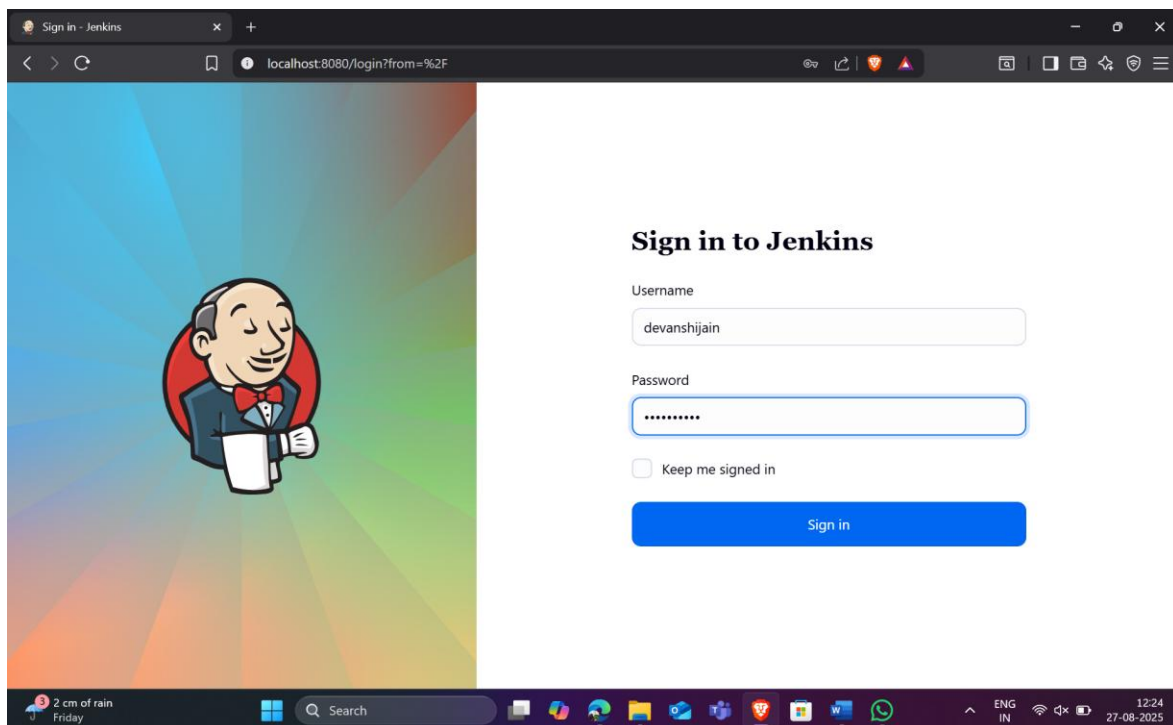 Sign in - Jenkins
localhost:8080/login?from=%2F
Sign in to Jenkins
Username
devanshijain
Password
••••••••••
Keep me signed in
Sign in
3
2 cm of rain
Friday
Search
ENG
IN
12:24
27-08-2025